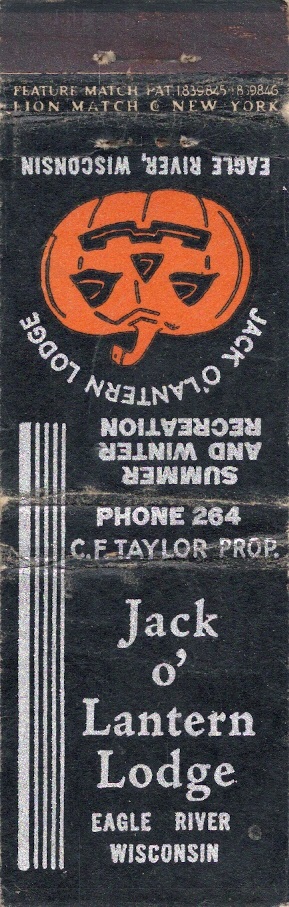 FEATURE MATCH PAT 1839845-1839846
LION MATCH CO NEW YORK
EAGLE RIVER, WISCONSIN
JACK O'LANTERN LODGE
SUMMER
AND WINTER
RECREATION
PHONE 264
C.F. TAYLOR PROP.
Jack
o'
Lantern
Lodge
EAGLE RIVER
WISCONSIN